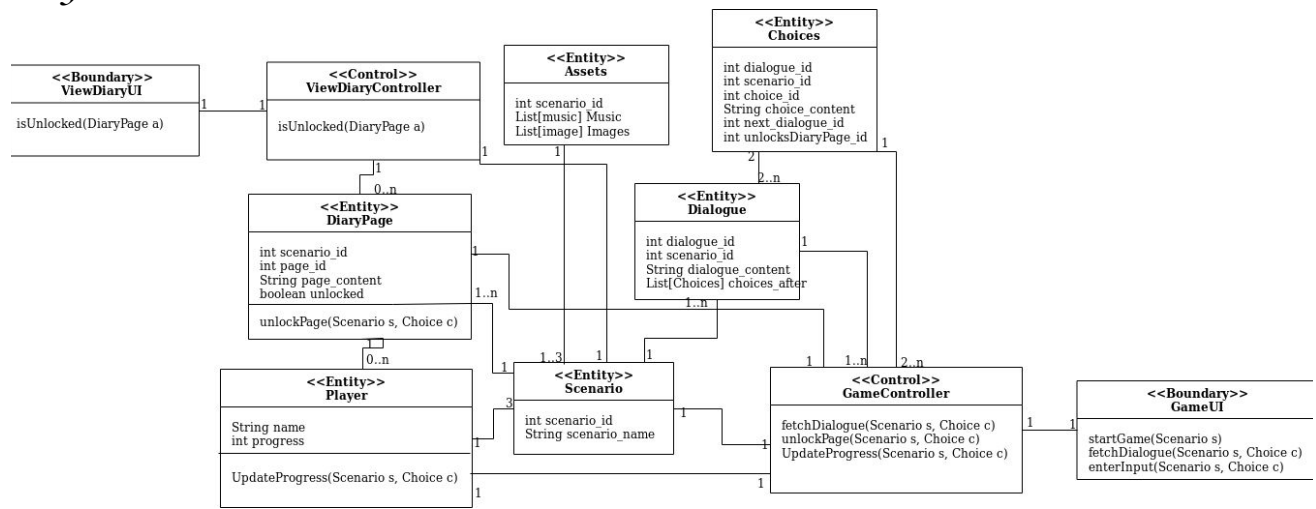 <<Boundary>>
ViewDiaryUI
isUnlocked(DiaryPage a)
1
1
<<Control>>
ViewDiaryController
isUnlocked(DiaryPage a)
1
0..n
1
<<Entity>>
Assets
int scenario_id
List[music] Music
List[image] Images
1
<<Entity>>
Choices
int dialogue_id
int scenario_id
int choice_id
String choice_content
int next_dialogue_id
int unlocksDiaryPage_id
2
2..n
1
<<Entity>>
DiaryPage
int scenario_id
int page_id
String page_content
boolean unlocked
unlockPage(Scenario s, Choice c)
1
1..n
1
0..n
<<Entity>>
Dialogue
int dialogue_id
int scenario_id
String dialogue_content
List[Choices] choices_after
1
1..n
<<Entity>>
Player
String name
int progress
UpdateProgress(Scenario s, Choice c)
1
1
1
3
1..3
1
1
<<Entity>>
Scenario
int scenario_id
String scenario_name
1
1
1..n
2..n
<<Control>>
GameController
fetchDialogue(Scenario s, Choice c)
unlockPage(Scenario s, Choice c)
UpdateProgress(Scenario s, Choice c)
1
1
1
1
<<Boundary>>
GameUI
startGame(Scenario s)
fetchDialogue(Scenario s, Choice c)
enterInput(Scenario s, Choice c)